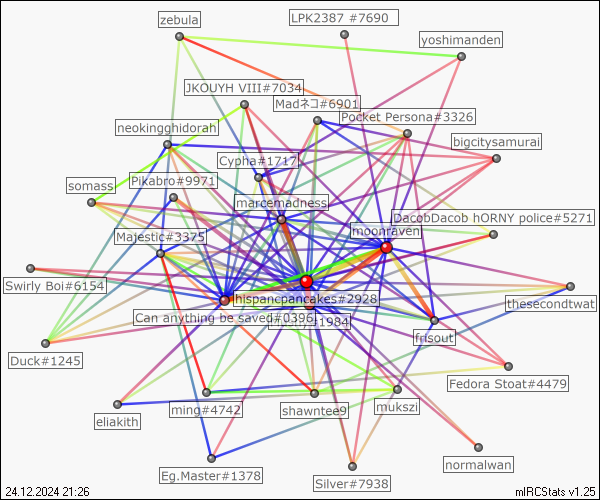 zebula
LPK2387 #7690
yoshimanden
JKOUYH VIII#7034
Madネコ#6901
Pocket Persona#3326
neokingghidorah
bigcitysamurai
Cypha#1717
Pikabro#9971
somass
marcemadness
DacobDacob hORNY police#5271
moonraven
Majestic#3375
Swirly Boi#6154
hispancpancakes#2928
thesecondtwat
Can anything be saved#0396
1984
frisout
Duck#1245
Fedora Stoat#4479
ming#4742
shawntee9
mukszi
eliakith
normalwan
Eg.Master#1378
Silver#7938
24.12.2024 21:26
mIRCStats v1.25